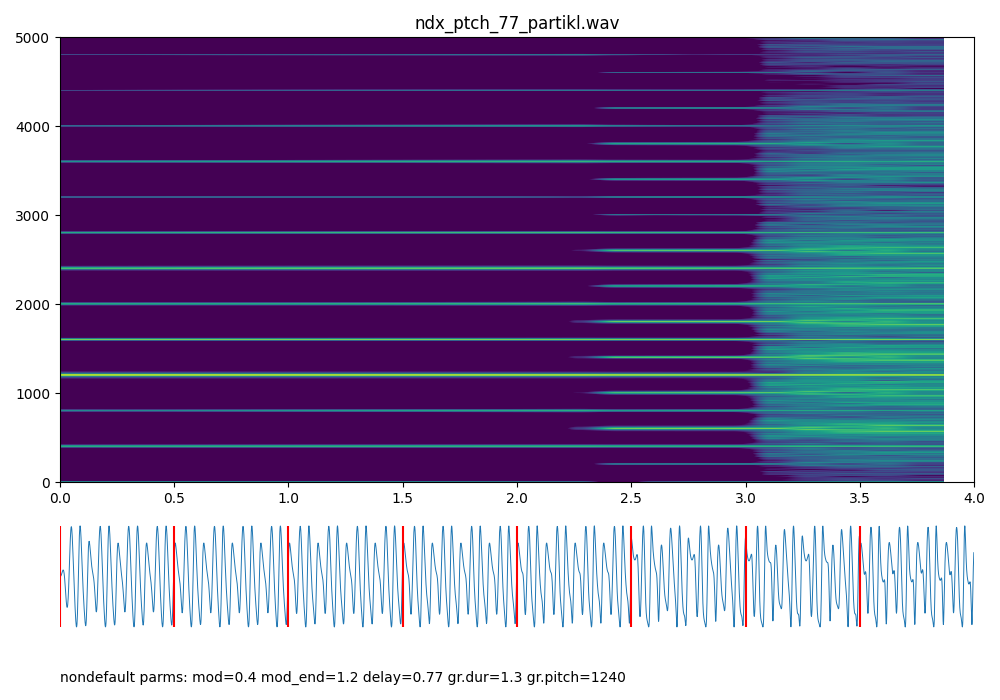 ndx_ptch_77_partikl.wav
5000
4000
3000
2000
1000
0
0.0 0.5 1.0 1.5 2.0 2.5 3.0 3.5 4.0
nondefault parms: mod=0.4 mod_end=1.2 delay=0.77 gr.dur=1.3 gr.pitch=1240